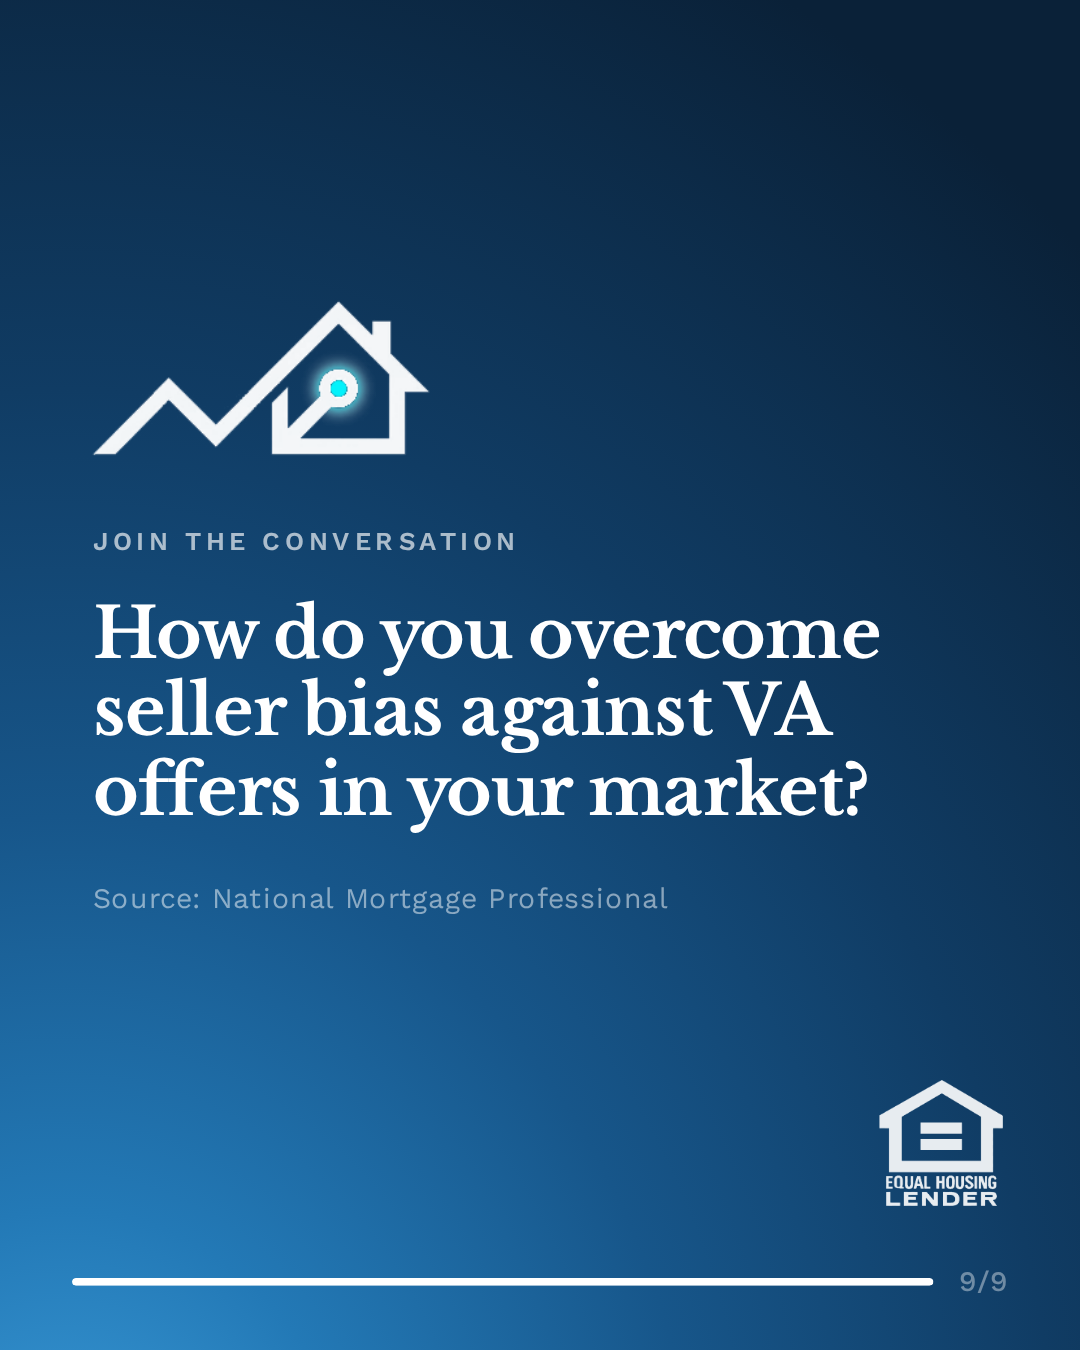 JOIN THE CONVERSATION
How do you overcome
seller bias against VA
offers in your market?
Source: National Mortgage Professional
EQUAL HOUSING
LENDER
9/9